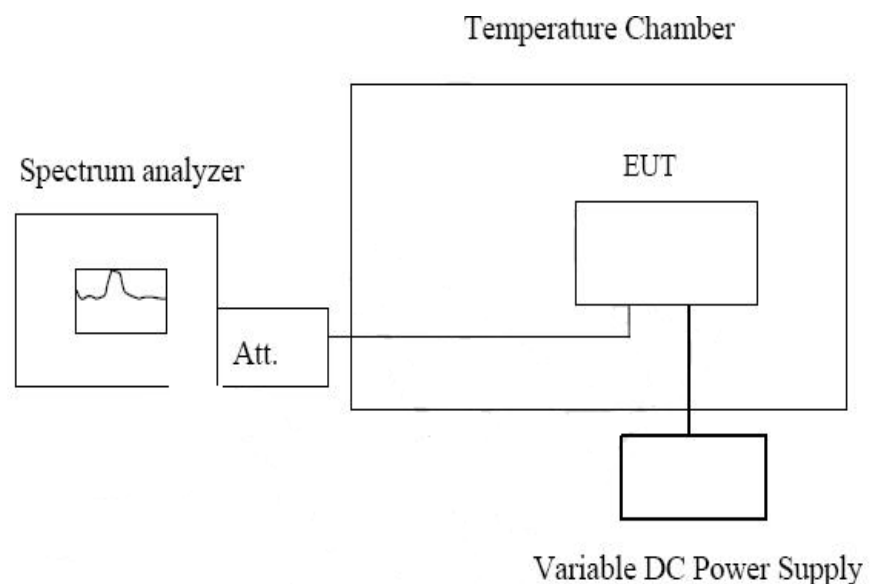 Temperature Chamber
Spectrum analyzer
EUT
Att.
Variable DC Power Supply